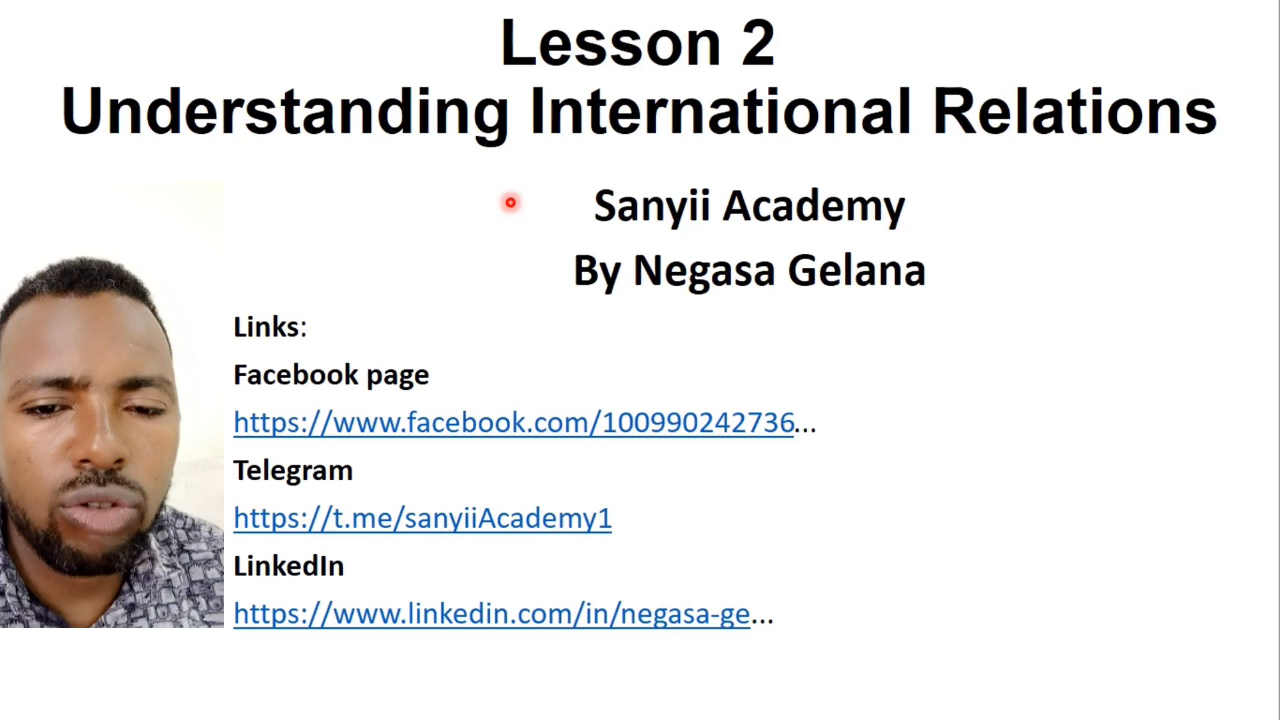 Lesson 2
Understanding International Relations
Sanyii Academy
By Negasa Gelana
Links:
Facebook page
https://www.facebook.com/100990242736...
Telegram
https://t.me/sanyiiAcademy1
LinkedIn
https://www.linkedin.com/in/negasa-ge...